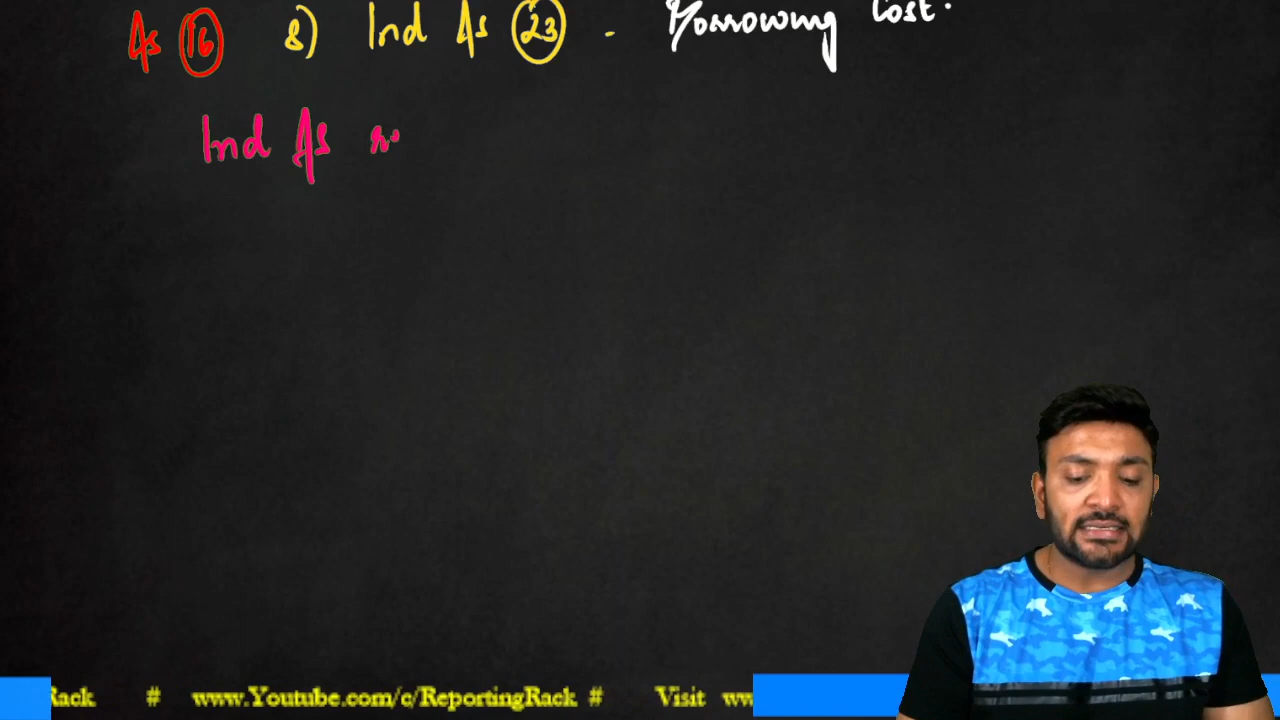 As 16 8) Ind As 23 - Borrowing Cost.
Ind As
Rack # www.Youtube.com/c/ReportingRack # Visit